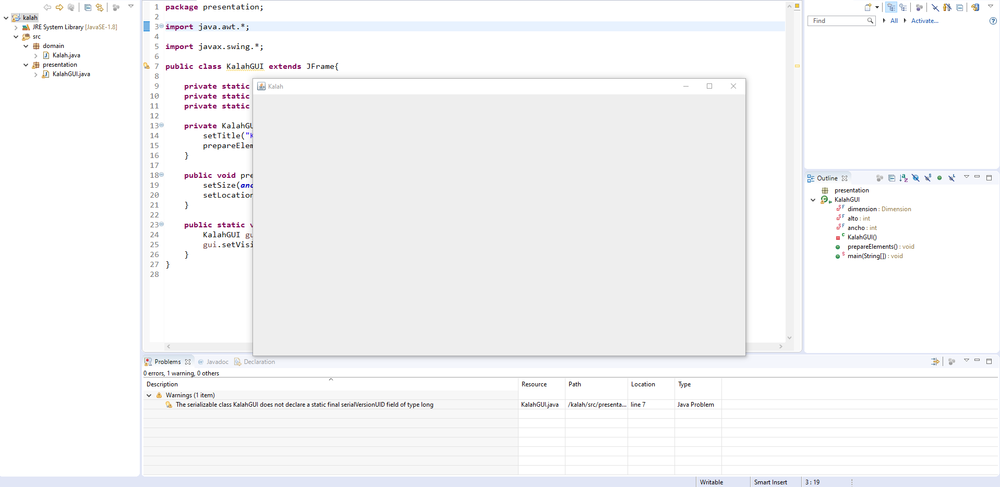 kalah
JRE System Library [JavaSE-1.8]
src
domain
Kalah.java
presentation
KalahGUI.java
1 package presentation;
2
3 import java.awt.*;
4
5 import javax.swing.*;
6
7 public class KalahGUI extends JFrame{
8
9 private static
10 private static
11 private static
12
13 private KalahGU
14 setTitle("K
15 prepareElem
16 }
17
18 public void pre
19 setSize(anc
20 setLocation
21 }
22
23 public static v
24 KalahGUI gu
25 gui.setVisi
26 }
27 }
28
Kalah
Find
All
Activate...
Outline
presentation
KalahGUI
dimension : Dimension
alto : int
ancho : int
KalahGUI()
prepareElements() : void
main(String[]) : void
Problems @ Javadoc Declaration
0 errors, 1 warning, 0 others
Description Resource Path Location Type
Warnings (1 item)
The serializable class KalahGUI does not declare a static final serialVersionUID field of type long KalahGUI.java /kalah/src/presenta... line 7 Java Problem
Writable Smart Insert 3 : 19